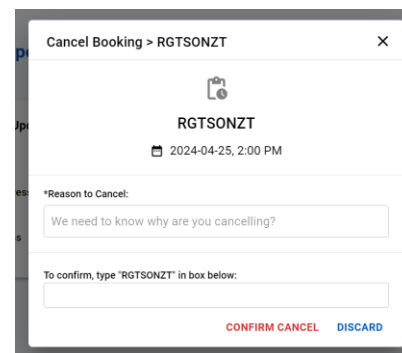 Cancel Booking > RGTSONZT
RGTSONZT
2024-04-25, 2:00 PM
*Reason to Cancel:
We need to know why are you cancelling?
To confirm, type "RGTSONZT" in box below:
CONFIRM CANCEL DISCARD